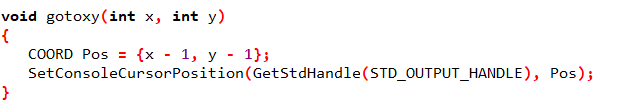 void gotoxy(int x, int y)
{
    COORD Pos = {x - 1, y - 1};
    SetConsoleCursorPosition(GetStdHandle(STD_OUTPUT_HANDLE), Pos);
}